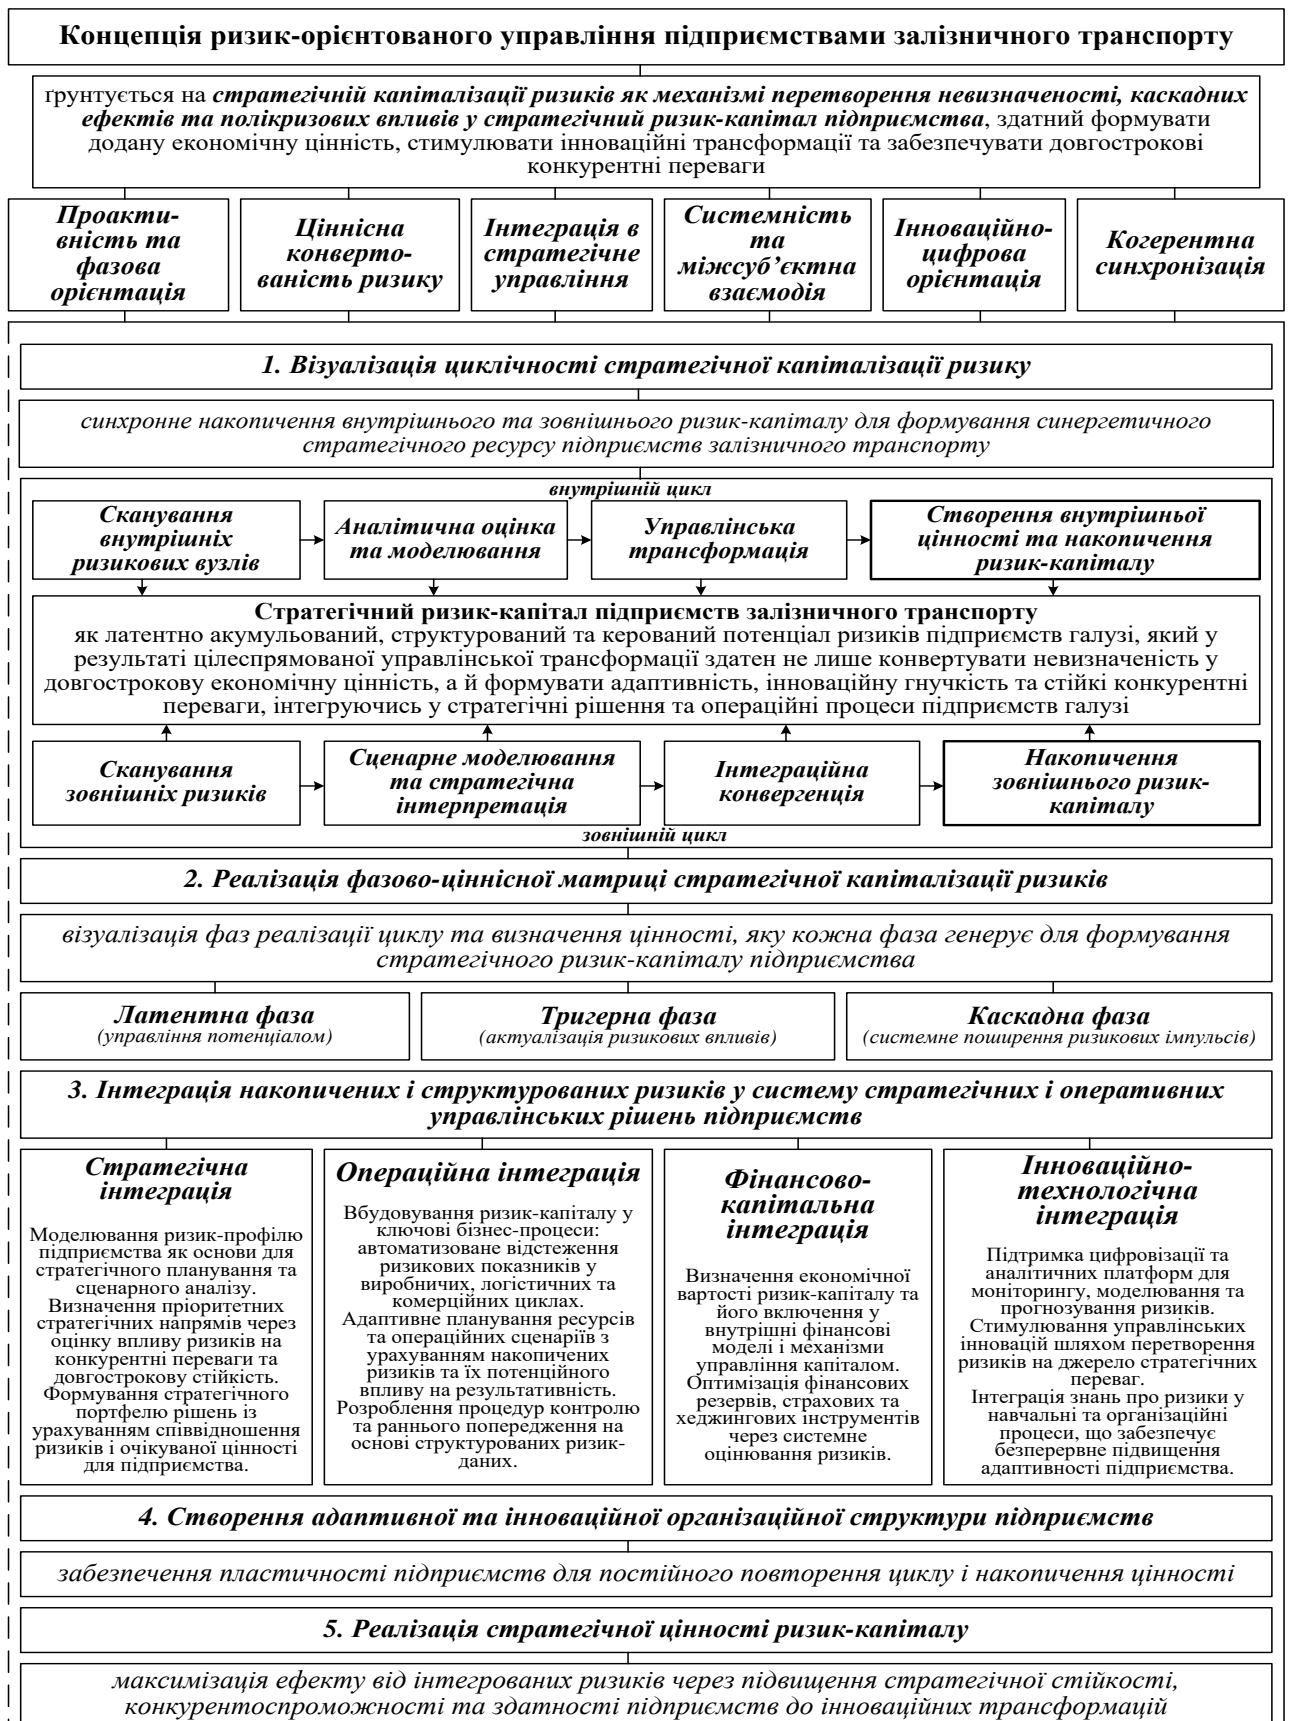 Концепція ризик-орієнтованого управління підприємствами залізничного транспорту
ґрунтується на стратегічній капіталізації ризиків як механізмі перетворення невизначеності, каскадних
ефектів та полікризових впливів у стратегічний ризик-капітал підприємства, здатний формувати
додану економічну цінність, стимулювати інноваційні трансформації та забезпечувати довгострокові
конкурентні переваги
Проакти-
вність та
фазова
орієнтація
Ціннісна
конверто-
ваність ризику
Інтеграція в
стратегічне
управління
Системність
та
міжсуб’єктна
взаємодія
Інноваційно-
цифрова
орієнтація
Когерентна
синхронізація
1. Візуалізація циклічності стратегічної капіталізації ризику
синхронне накопичення внутрішнього та зовнішнього ризик-капіталу для формування синергетичного
стратегічного ресурсу підприємств залізничного транспорту
внутрішній цикл
Сканування
внутрішніх
ризикових вузлів
Аналітична оцінка
та моделювання
Управлінська
трансформація
Створення внутрішньої
цінності та накопичення
ризик-капіталу
Стратегічний ризик-капітал підприємств залізничного транспорту
як латентно акумульований, структурований та керований потенціал ризиків підприємств галузі, який у
результаті цілеспрямованої управлінської трансформації здатен не лише конвертувати невизначеність у
довгострокову економічну цінність, а й формувати адаптивність, інноваційну гнучкість та стійкі конкурентні
переваги, інтегруючись у стратегічні рішення та операційні процеси підприємств галузі
Сканування
зовнішніх ризиків
Сценарне моделювання
та стратегічна
інтерпретація
Інтеграційна
конвергенція
Накопичення
зовнішнього ризик-
капіталу
зовнішній цикл
2. Реалізація фазово-ціннісної матриці стратегічної капіталізації ризиків
візуалізація фаз реалізації циклу та визначення цінності, яку кожна фаза генерує для формування
стратегічного ризик-капіталу підприємства
Латентна фаза
(управління потенціалом)
Тригерна фаза
(актуалізація ризикових впливів)
Каскадна фаза
(системне поширення ризикових імпульсів)
3. Інтеграція накопичених і структурованих ризиків у систему стратегічних і оперативних
управлінських рішень підприємств
Стратегічна
інтеграція
Моделювання ризик-профілю
підприємства як основи для
стратегічного планування та
сценарного аналізу.
Визначення пріоритетних
стратегічних напрямів через
оцінку впливу ризиків на
конкурентні переваги та
довгострокову стійкість.
Формування стратегічного
портфелю рішень із
урахуванням співвідношення
ризиків і очікуваної цінності
для підприємства.
Операційна інтеграція
Вбудовування ризик-капіталу у
ключові бізнес-процеси:
автоматизоване відстеження
ризикових показників у
виробничих, логістичних та
комерційних циклах.
Адаптивне планування ресурсів
та операційних сценаріїв з
урахуванням накопичених
ризиків та їх потенційного
впливу на результативність.
Розроблення процедур контролю
та раннього попередження на
основі структурованих ризик-
даних.
Фінансово-
капітальна
інтеграція
Визначення економічної
вартості ризик-капіталу та
його включення у
внутрішні фінансові
моделі і механізми
управління капіталом.
Оптимізація фінансових
резервів, страхових та
хеджингових інструментів
через системне
оцінювання ризиків.
Інноваційно-
технологічна
інтеграція
Підтримка цифровізації та
аналітичних платформ для
моніторингу, моделювання та
прогнозування ризиків.
Стимулювання управлінських
інновацій шляхом перетворення
ризиків на джерело стратегічних
переваг.
Інтеграція знань про ризики у
навчальні та організаційні
процеси, що забезпечує
безперервне підвищення
адаптивності підприємства.
4. Створення адаптивної та інноваційної організаційної структури підприємств
забезпечення пластичності підприємств для постійного повторення циклу і накопичення цінності
5. Реалізація стратегічної цінності ризик-капіталу
максимізація ефекту від інтегрованих ризиків через підвищення стратегічної стійкості,
конкурентоспроможності та здатності підприємств до інноваційних трансформацій